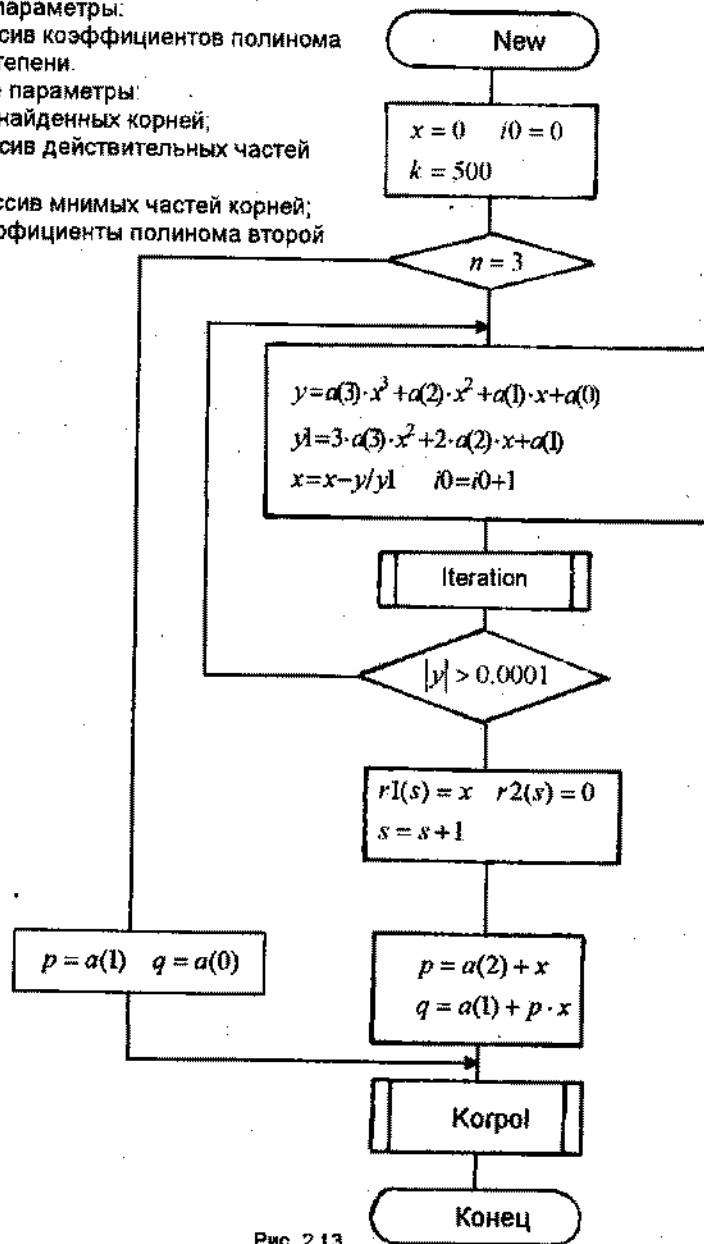 параметры:
сив коэффициентов полинома
тепени.
е параметры:
найденных корней;
сив действительных частей
ссив мнимых частей корней;
эффициенты полинома второй
New
x = 0 i0 = 0
k = 500
n = 3
y=a(3)·x³+a(2)·x²+a(1)·x+a(0)
y1=3·a(3)·x²+2·a(2)·x+a(1)
x=x−y/y1 i0=i0+1
Iteration
|y| > 0.0001
r1(s) = x r2(s) = 0
s = s+1
p = a(1) q = a(0)
p = a(2) + x
q = a(1) + p · x
Korpol
Конец
Рис. 2.13